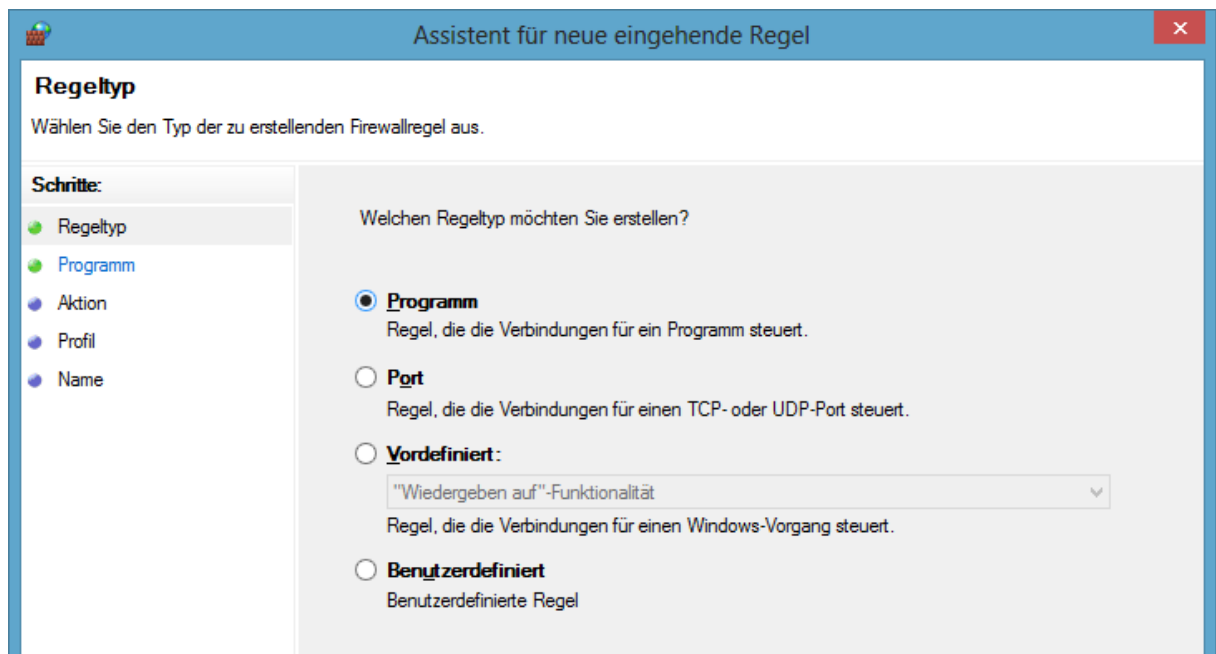 Assistent für neue eingehende Regel
Regeltyp
Wählen Sie den Typ der zu erstellenden Firewallregel aus.
Schritte:
Regeltyp
Programm
Aktion
Profil
Name
Welchen Regeltyp möchten Sie erstellen?
Programm
Regel, die die Verbindungen für ein Programm steuert.
Port
Regel, die die Verbindungen für einen TCP- oder UDP-Port steuert.
Vordefiniert:
"Wiedergeben auf"-Funktionalität
Regel, die die Verbindungen für einen Windows-Vorgang steuert.
Benutzerdefiniert
Benutzerdefinierte Regel